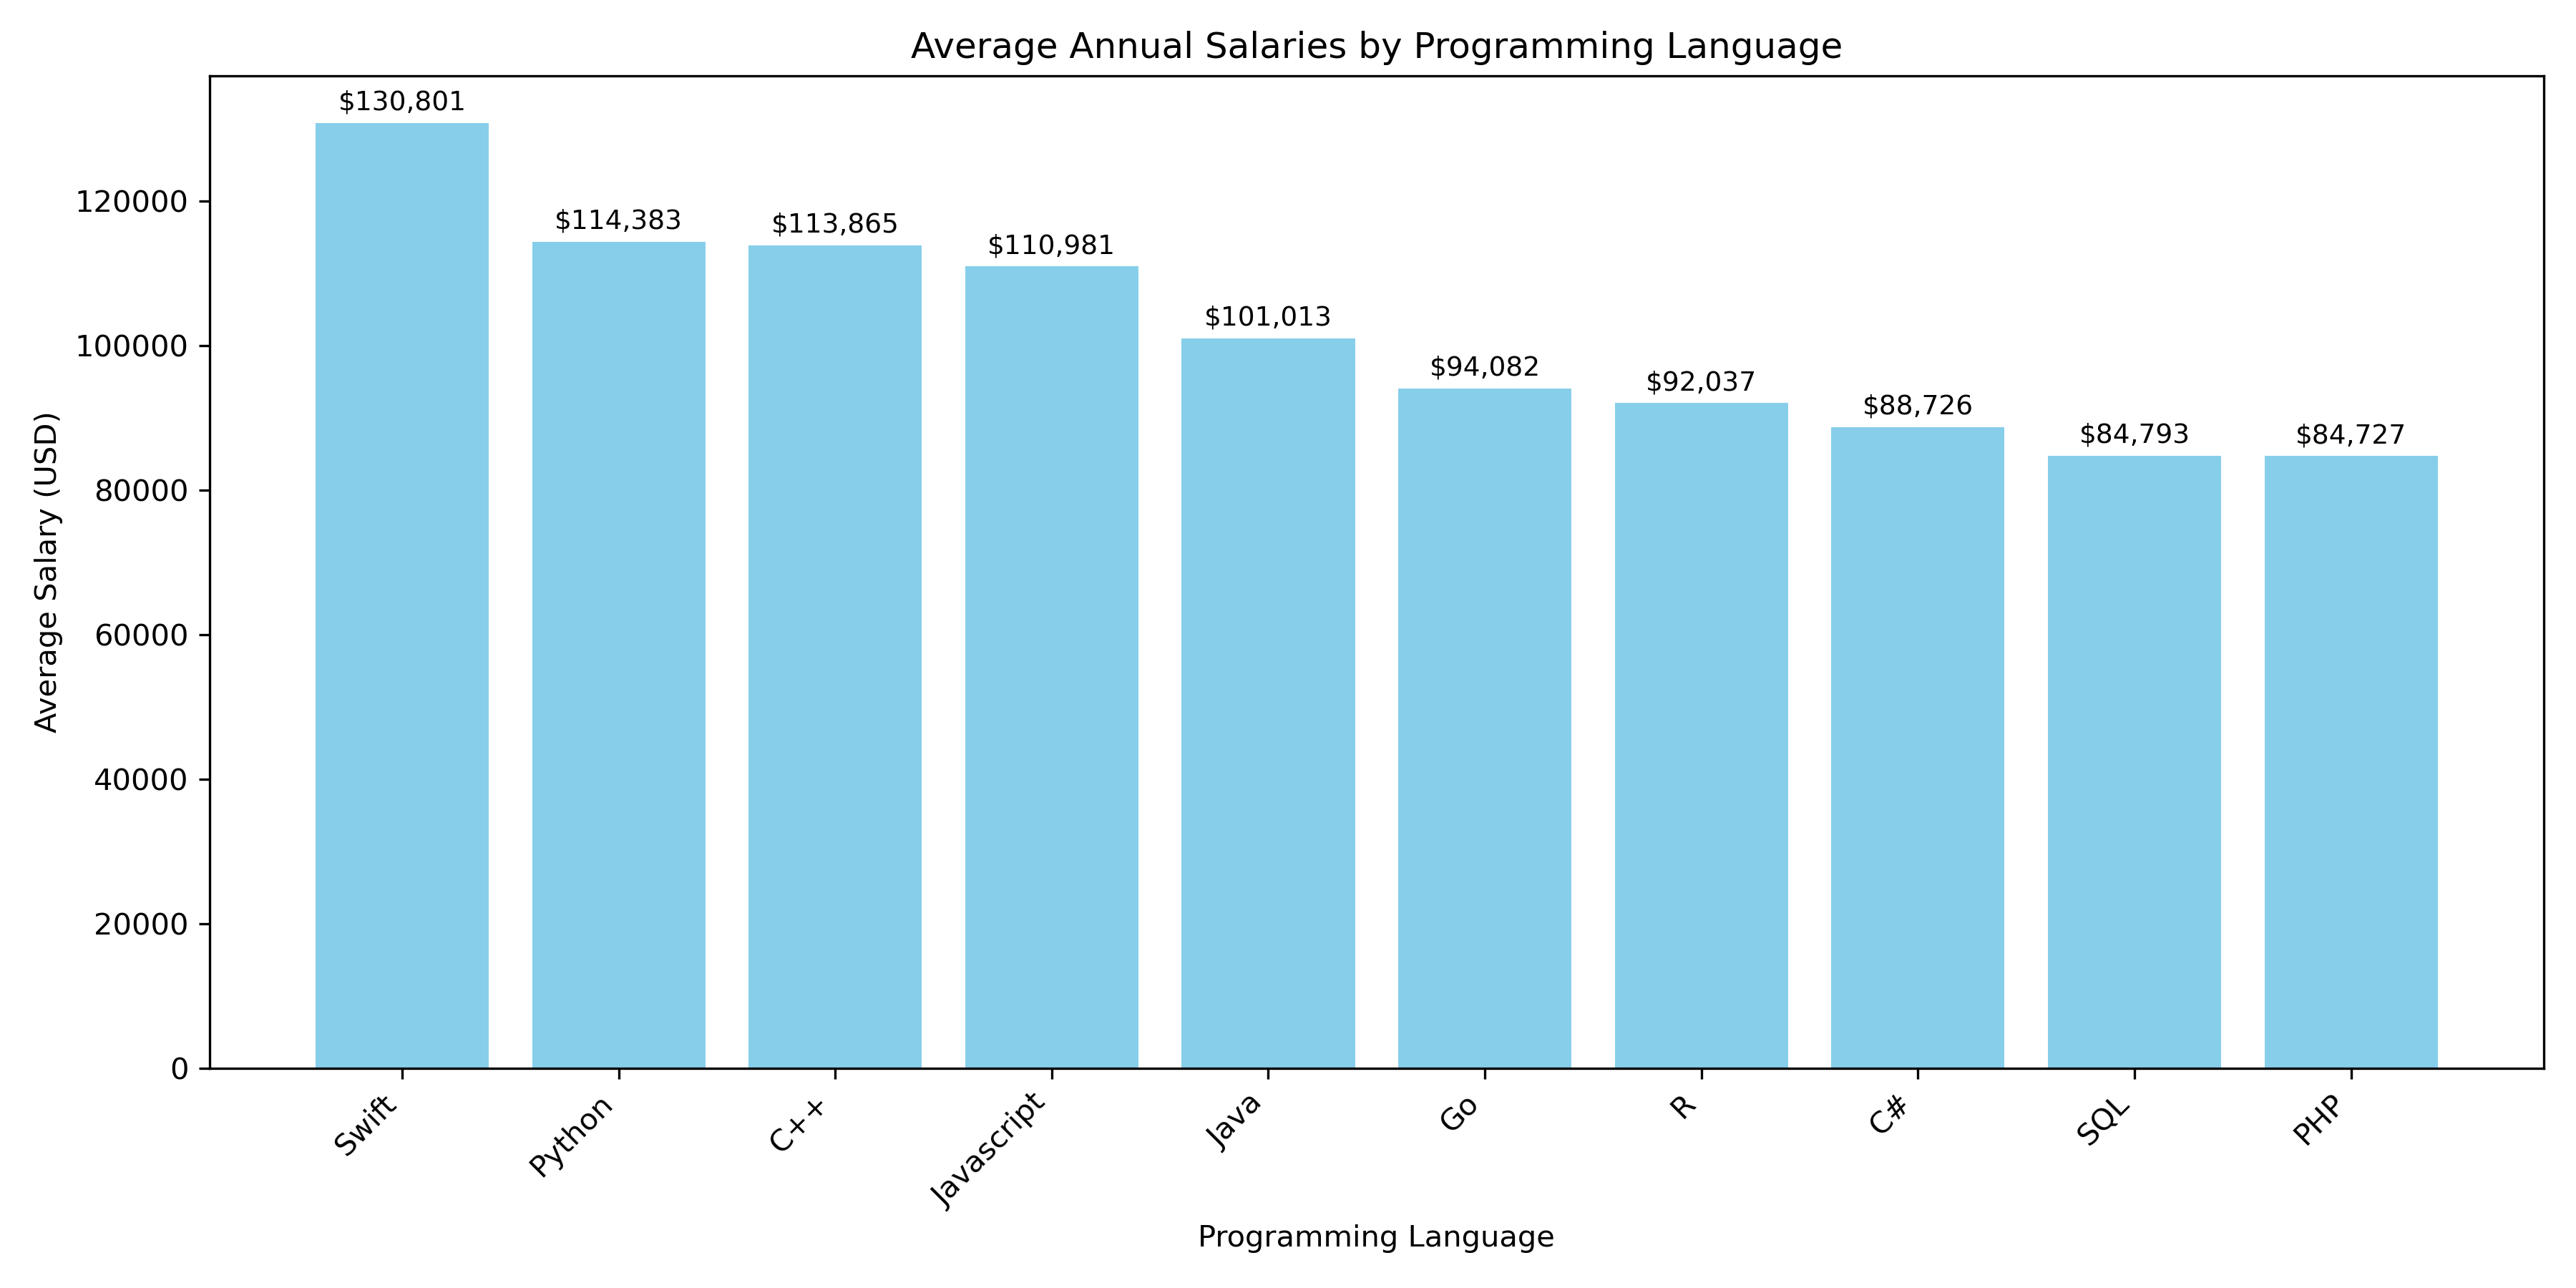 Average Annual Salaries by Programming Language
$130,801
$114,383
$113,865
$110,981
$101,013
$94,082
$92,037
$88,726
$84,793
$84,727
120000
100000
80000
60000
40000
20000
0
Average Salary (USD)
Swift
Python
C++
Javascript
Java
Go
R
C#
SQL
PHP
Programming Language